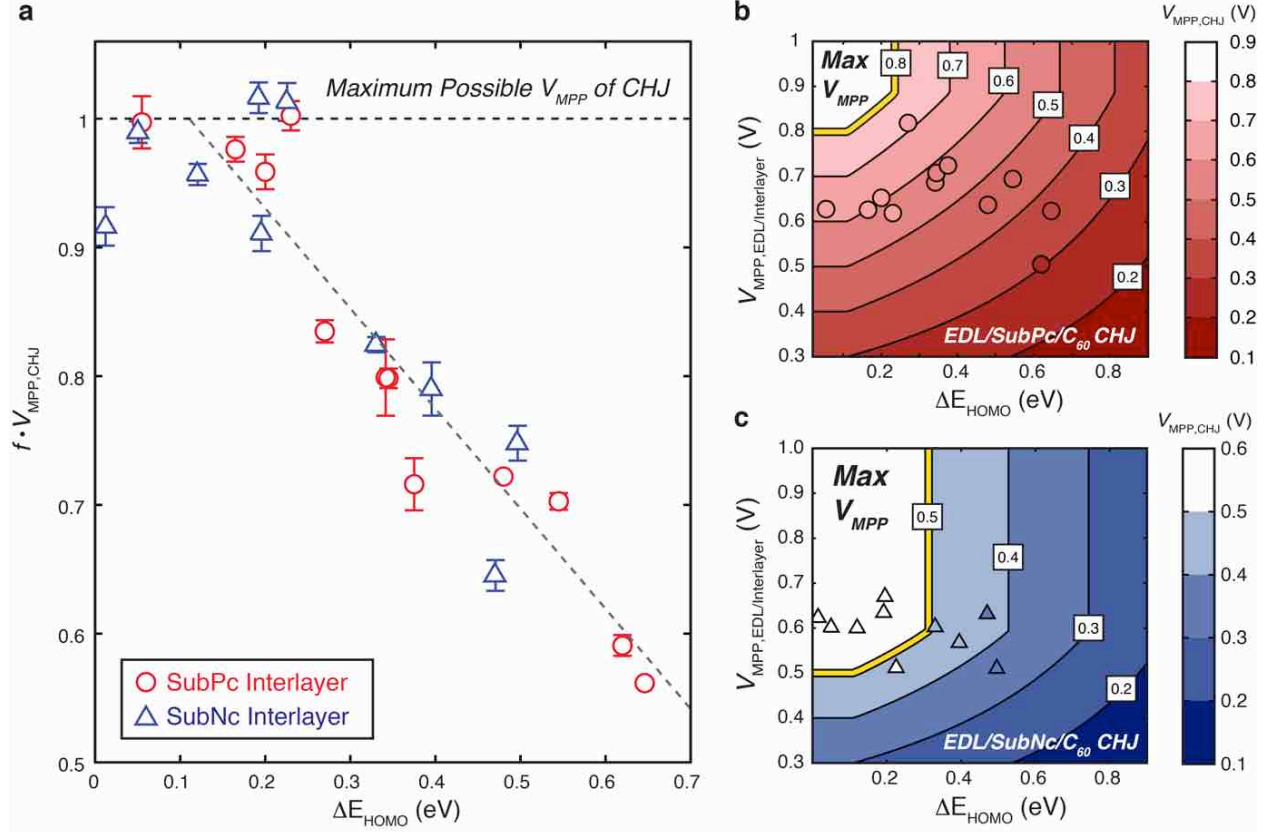 a
Maximum Possible V_MPP of CHJ
1
0.9
0.8
0.7
0.6
0.5
f • V_MPP,CHJ
SubPc Interlayer
SubNc Interlayer
0 0.1 0.2 0.3 0.4 0.5 0.6 0.7
ΔE_HOMO (eV)
b
V_MPP,CHJ (V)
Max
V_MPP
0.8 0.7 0.6 0.5 0.4 0.3 0.2
1
0.9
0.8
0.7
0.6
0.5
0.4
0.3
V_MPP,EDL/Interlayer (V)
EDL/SubPc/C60 CHJ
0.2 0.4 0.6 0.8
ΔE_HOMO (eV)
0.9
0.8
0.7
0.6
0.5
0.4
0.3
0.2
0.1
c
V_MPP,CHJ (V)
Max
V_MPP
0.5 0.4 0.3 0.2
1.0
0.9
0.8
0.7
0.6
0.5
0.4
0.3
V_MPP,EDL/Interlayer (V)
EDL/SubNc/C60 CHJ
0.2 0.4 0.6 0.8
ΔE_HOMO (eV)
0.6
0.5
0.4
0.3
0.2
0.1